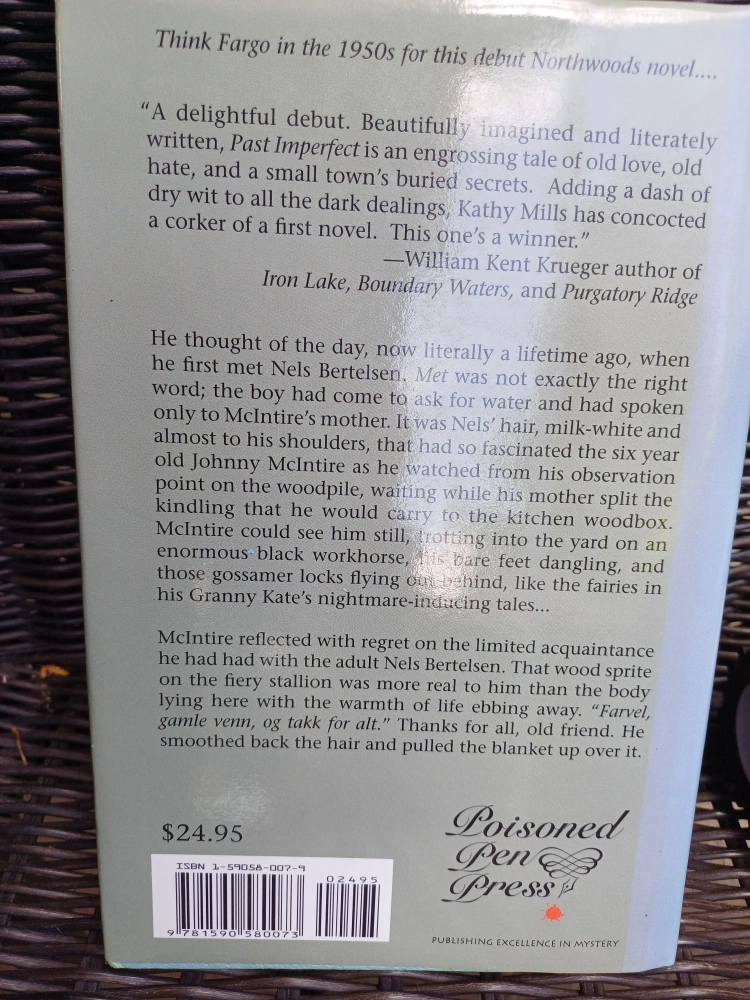 Think Fargo in the 1950s for this debut Northwoods novel....
“A delightful debut. Beautifully imagined and literately
written, Past Imperfect is an engrossing tale of old love, old
hate, and a small town’s buried secrets. Adding a dash of
dry wit to all the dark dealings, Kathy Mills has concocted
a corker of a first novel. This one’s a winner.”
—William Kent Krueger author of
Iron Lake, Boundary Waters, and Purgatory Ridge
He thought of the day, now literally a lifetime ago, when
he first met Nels Bertelsen. Met was not exactly the right
word; the boy had come to ask for water and had spoken
only to McIntire’s mother. It was Nels’ hair, milk-white and
almost to his shoulders, that had so fascinated the six year
old Johnny McIntire as he watched from his observation
point on the woodpile, waiting while his mother split the
kindling that he would carry to the kitchen woodbox.
McIntire could see him still, trotting into the yard on an
enormous black workhorse, his bare feet dangling, and
those gossamer locks flying out behind, like the fairies in
his Granny Kate’s nightmare-inducing tales...
McIntire reflected with regret on the limited acquaintance
he had had with the adult Nels Bertelsen. That wood sprite
on the fiery stallion was more real to him than the body
lying here with the warmth of life ebbing away. “Farvel,
gamle venn, og takk for alt.” Thanks for all, old friend. He
smoothed back the hair and pulled the blanket up over it.
$24.95
ISBN 1-59058-007-9
02495
9 781590 580073
Poisoned
Pen
Press
PUBLISHING EXCELLENCE IN MYSTERY